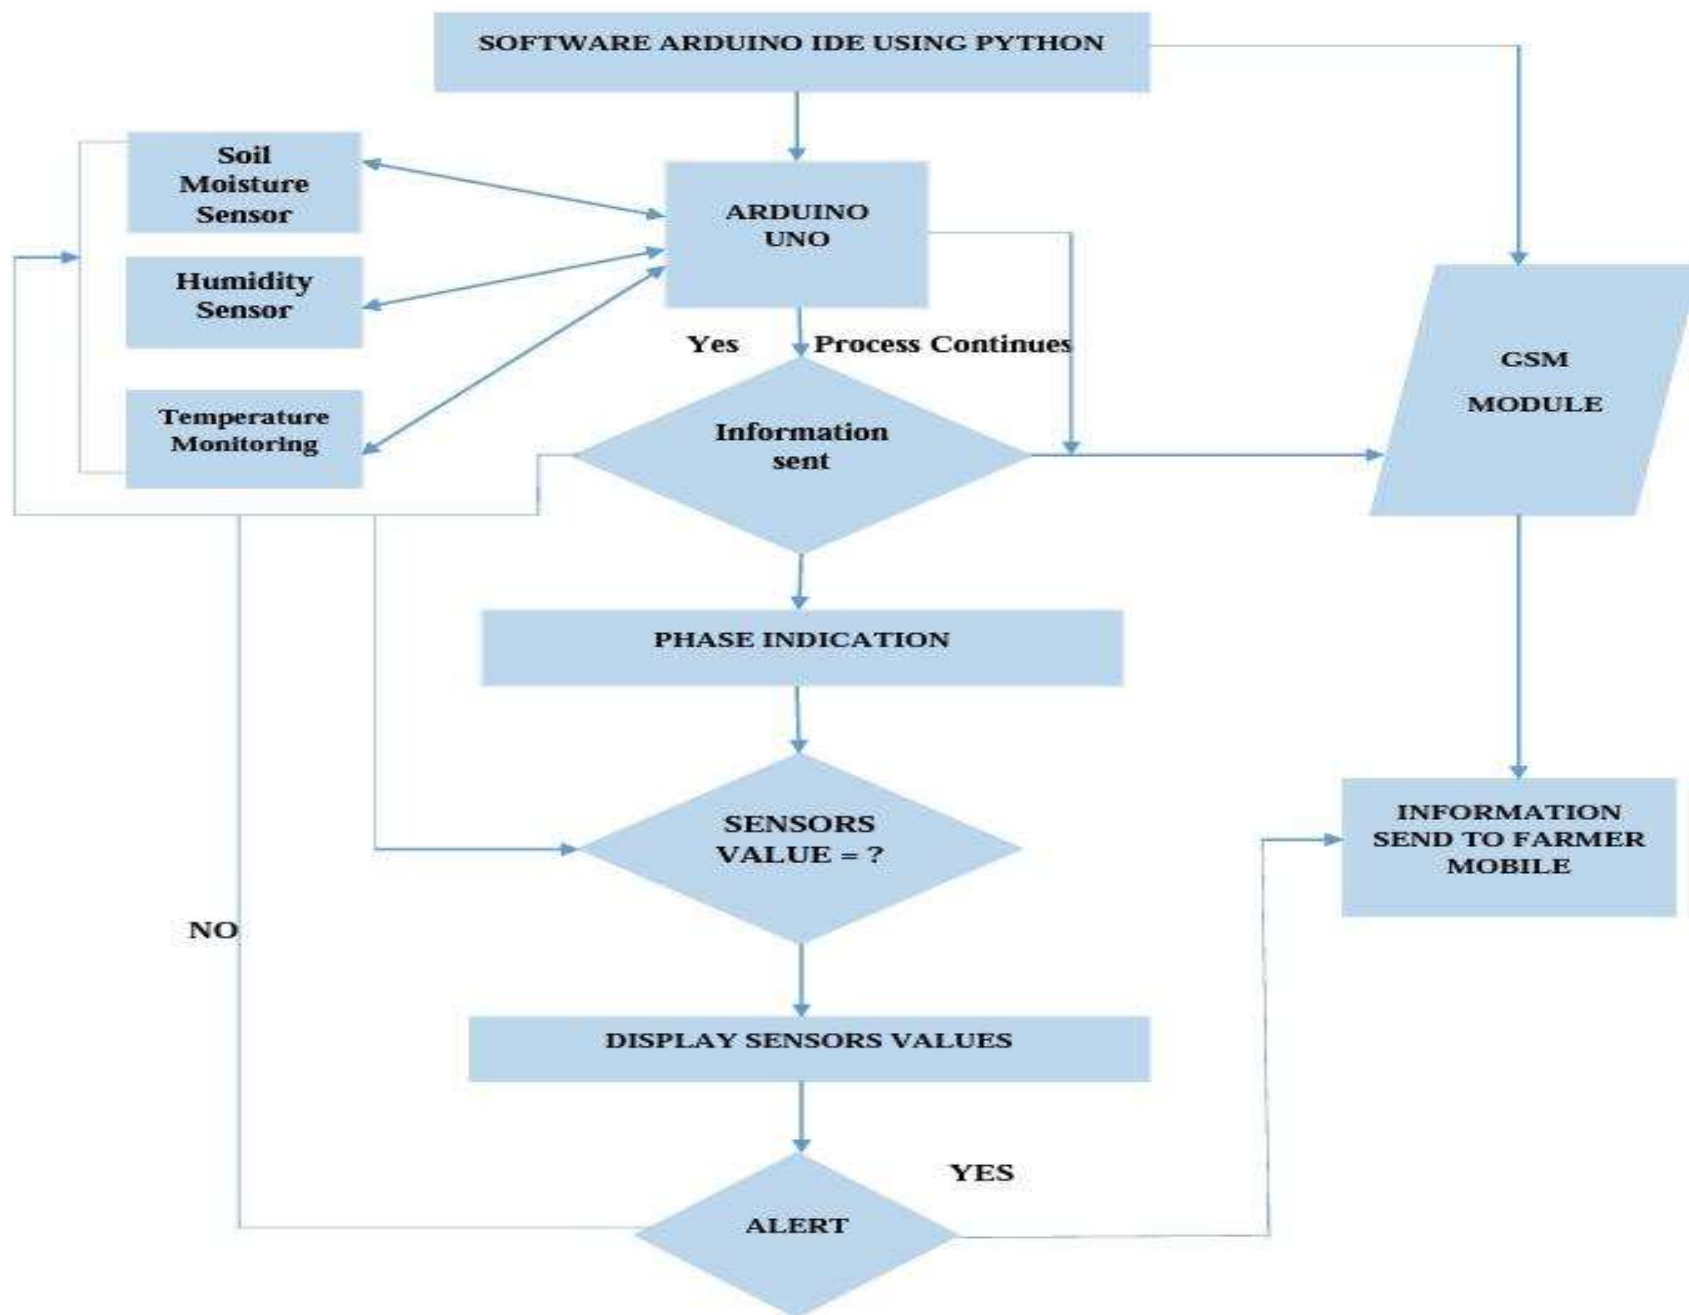 SOFTWARE ARDUINO IDE USING PYTHON
Soil
Moisture
Sensor
ARDUINO
UNO
Humidity
Sensor
Yes
Process Continues
GSM
MODULE
Temperature
Monitoring
Information
sent
PHASE INDICATION
SENSORS
VALUE = ?
INFORMATION
SEND TO FARMER
MOBILE
NO
DISPLAY SENSORS VALUES
YES
ALERT